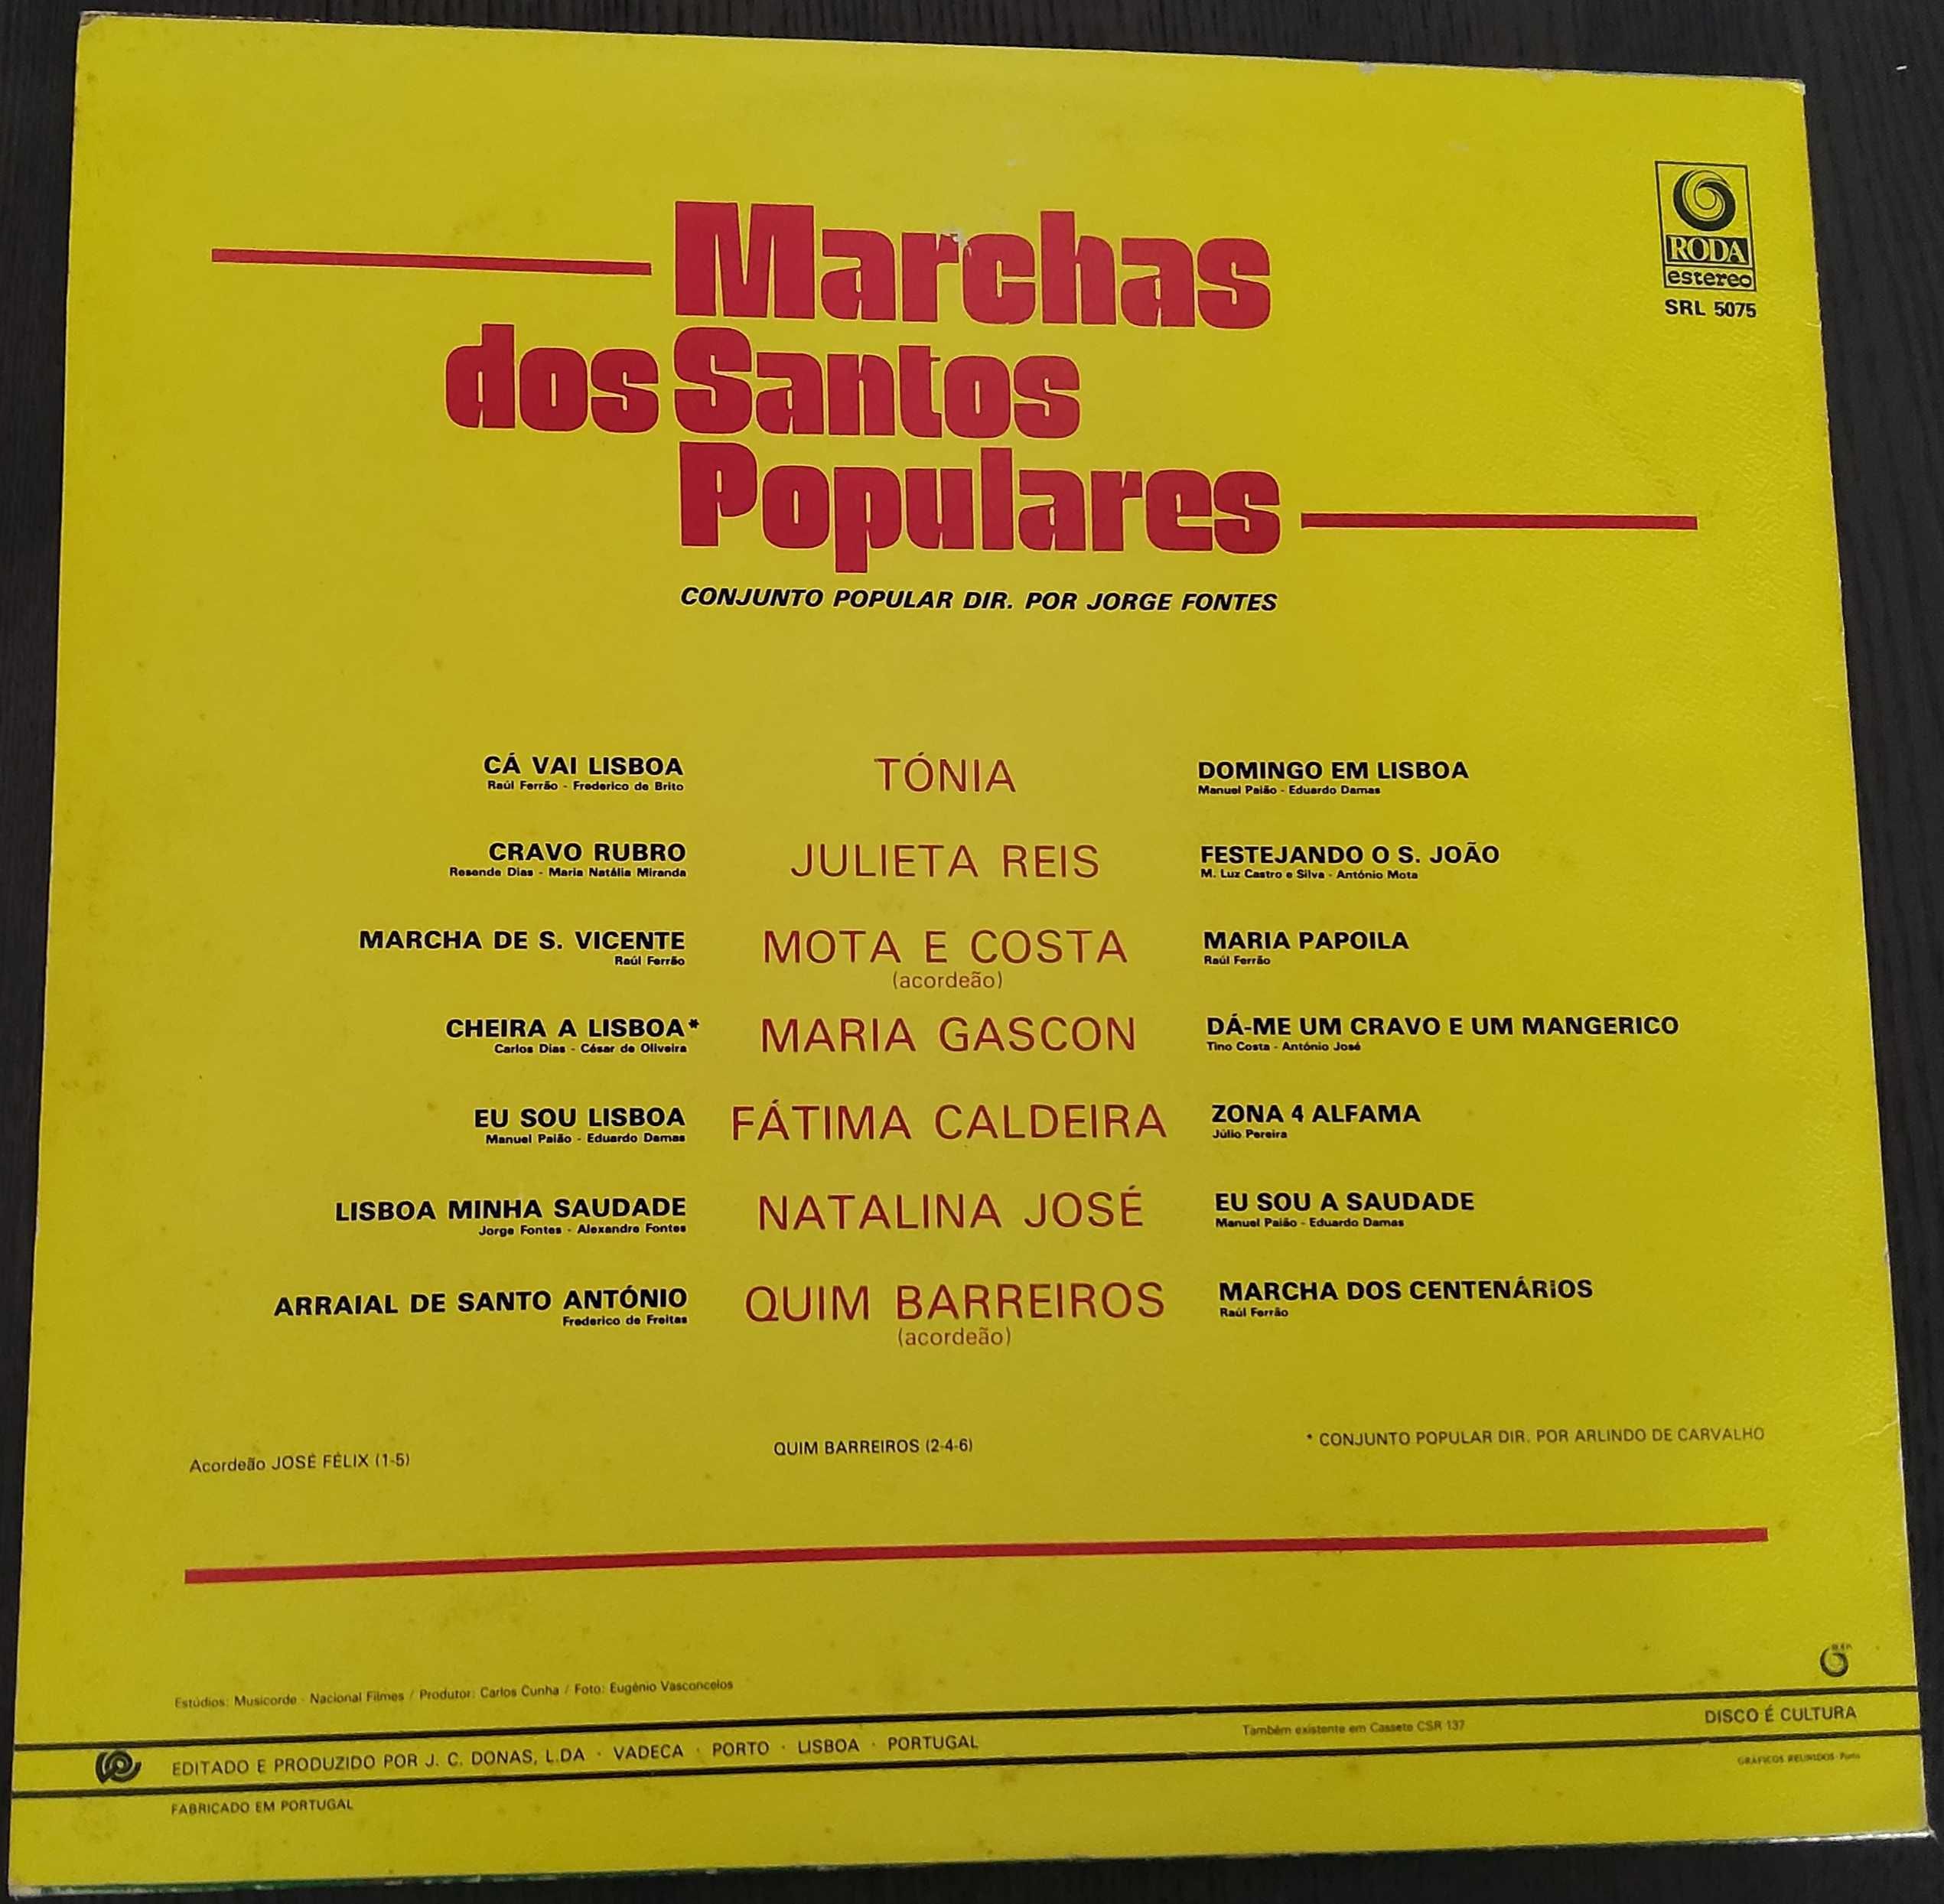 Marchas
dos Santos
Populares
RODA
estereo
SRL 5075
CONJUNTO POPULAR DIR. POR JORGE FONTES
CÁ VAI LISBOA
Raúl Ferrão - Frederico de Brito
TÓNIA
DOMINGO EM LISBOA
Manuel Paião - Eduardo Damas
CRAVO RUBRO
Resende Dias - Maria Natália Miranda
JULIETA REIS
FESTEJANDO O S. JOÃO
M. Luz Castro e Silva - António Mota
MARCHA DE S. VICENTE
Raúl Ferrão
MOTA E COSTA
(acordeão)
MARIA PAPOILA
Raúl Ferrão
CHEIRA A LISBOA*
Carlos Dias - César de Oliveira
MARIA GASCON
DÁ-ME UM CRAVO E UM MANGERICO
Tino Costa - António José
EU SOU LISBOA
Manuel Paião - Eduardo Damas
FÁTIMA CALDEIRA
ZONA 4 ALFAMA
Júlio Pereira
LISBOA MINHA SAUDADE
Jorge Fontes - Alexandre Fontes
NATALINA JOSÉ
EU SOU A SAUDADE
Manuel Paião - Eduardo Damas
ARRAIAL DE SANTO ANTÓNIO
Frederico de Freitas
QUIM BARREIROS
(acordeão)
MARCHA DOS CENTENÁRiOS
Raúl Ferrão
Acordeão JOSÉ FÉLIX (1-5)
QUIM BARREIROS (2-4-6)
* CONJUNTO POPULAR DIR. POR ARLINDO DE CARVALHO
Estúdios: Musicorde - Nacional Filmes / Produtor: Carlos Cunha / Foto: Eugénio Vasconcelos
EDITADO E PRODUZIDO POR J. C. DONAS, L.DA · VADECA · PORTO · LISBOA · PORTUGAL
Também existente em Cassete CSR 137
DISCO É CULTURA
GRÁFICOS REUNIDOS - Porto
FABRICADO EM PORTUGAL